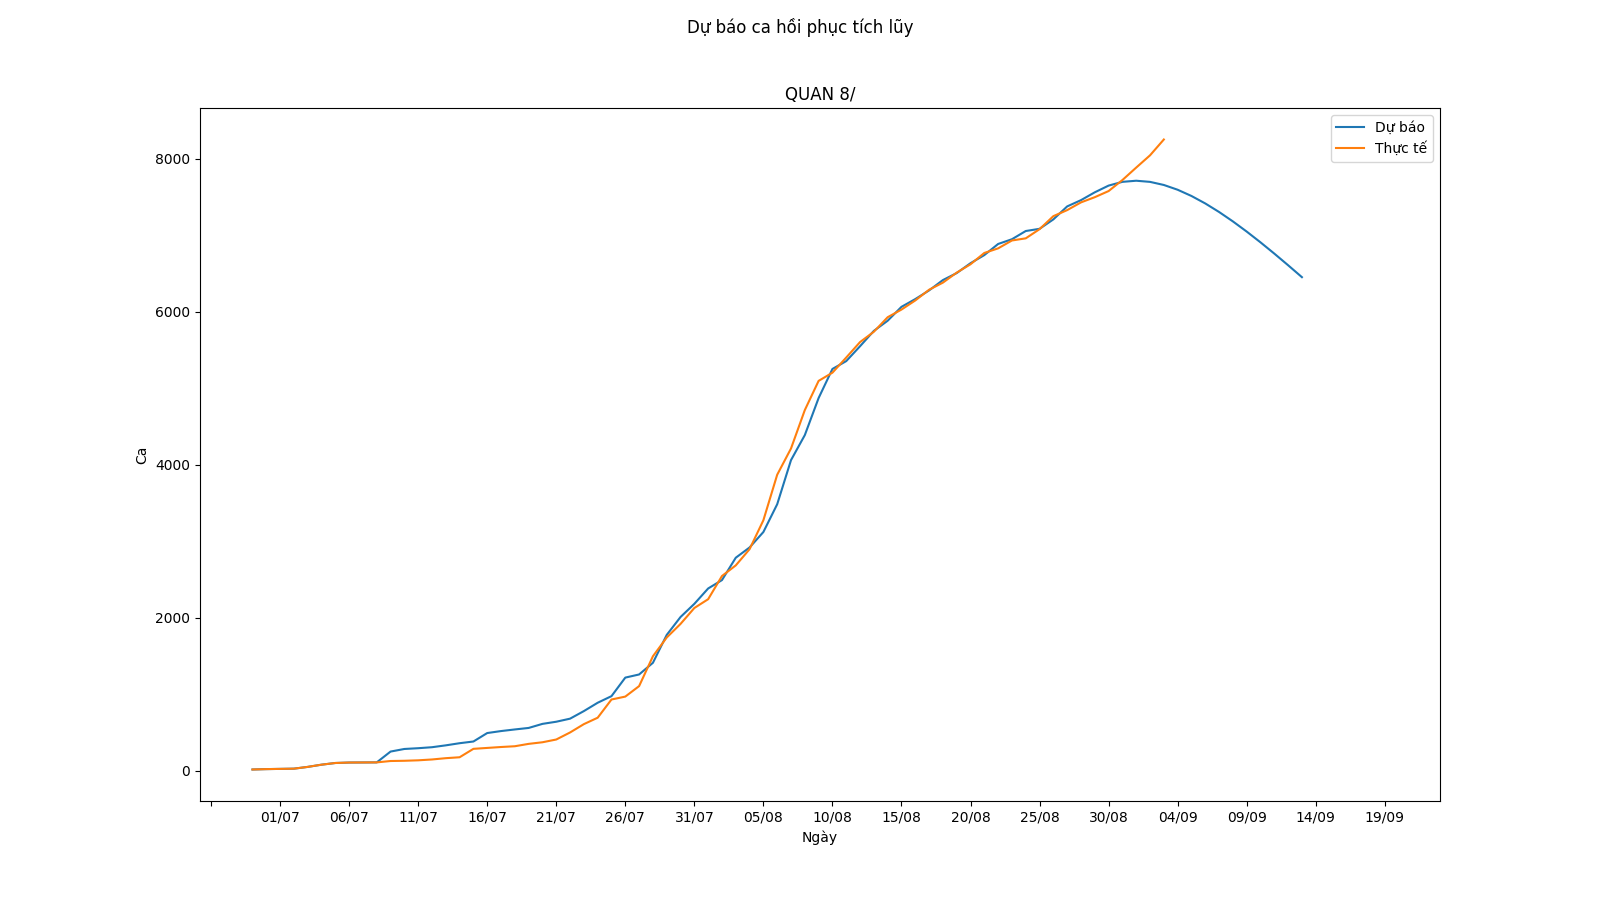 Dự báo ca hồi phục tích lũy
QUAN 8/
Dự báo
Thực tế
8000
6000
4000
2000
0
Ca
01/07 06/07 11/07 16/07 21/07 26/07 31/07 05/08 10/08 15/08 20/08 25/08 30/08 04/09 09/09 14/09 19/09
Ngày